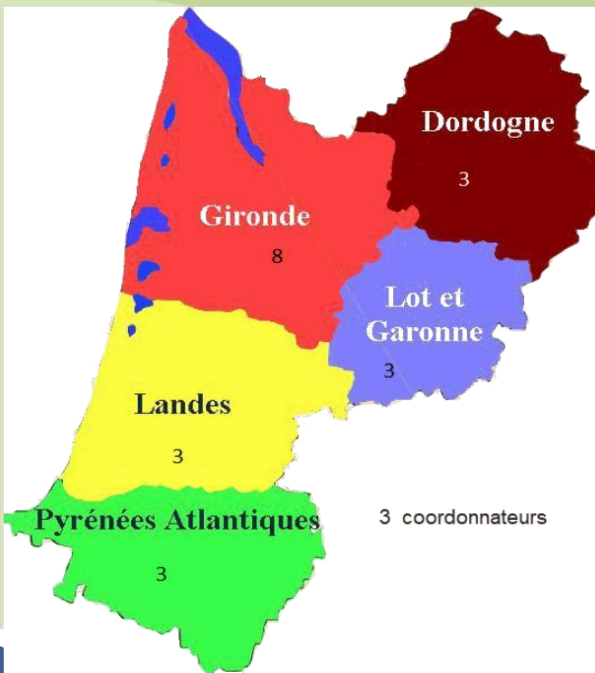 Dordogne
3
Gironde
8
Lot et
Garonne
3
Landes
3
Pyrénées Atlantiques
3 coordonnateurs
3